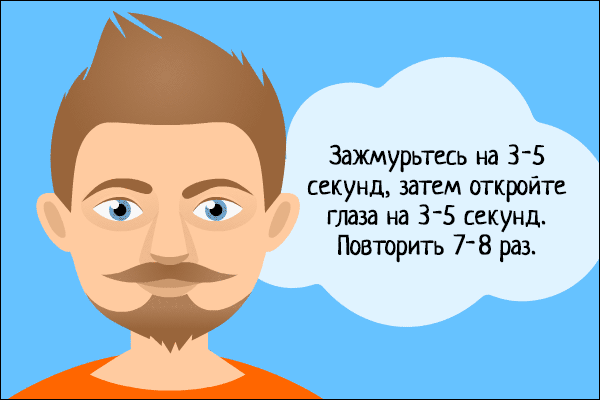 Зажмурьтесь на 3-5
секунд, затем откройте
глаза на 3-5 секунд.
Повторить 7-8 раз.